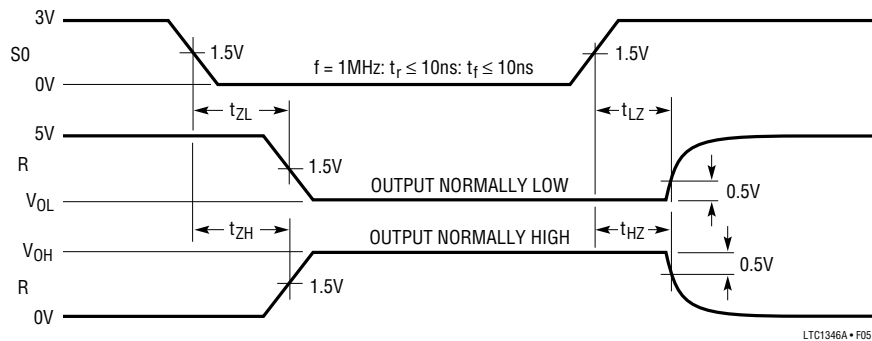 3V
S0
1.5V
f = 1MHz: tr ≤ 10ns: tf ≤ 10ns
1.5V
0V
tZL
tLZ
5V
R
1.5V
OUTPUT NORMALLY LOW
0.5V
VOL
tZH
OUTPUT NORMALLY HIGH
tHZ
VOH
0.5V
R
1.5V
0V
LTC1346A • F05